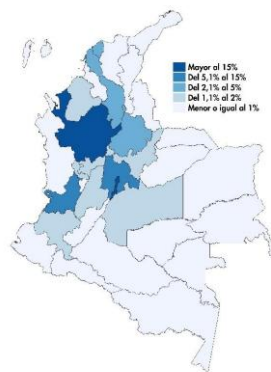 Mayor al 15%
Del 5,1% al 15%
Del 2,1% al 5%
Del 1,1% al 2%
Menor o igual al 1%